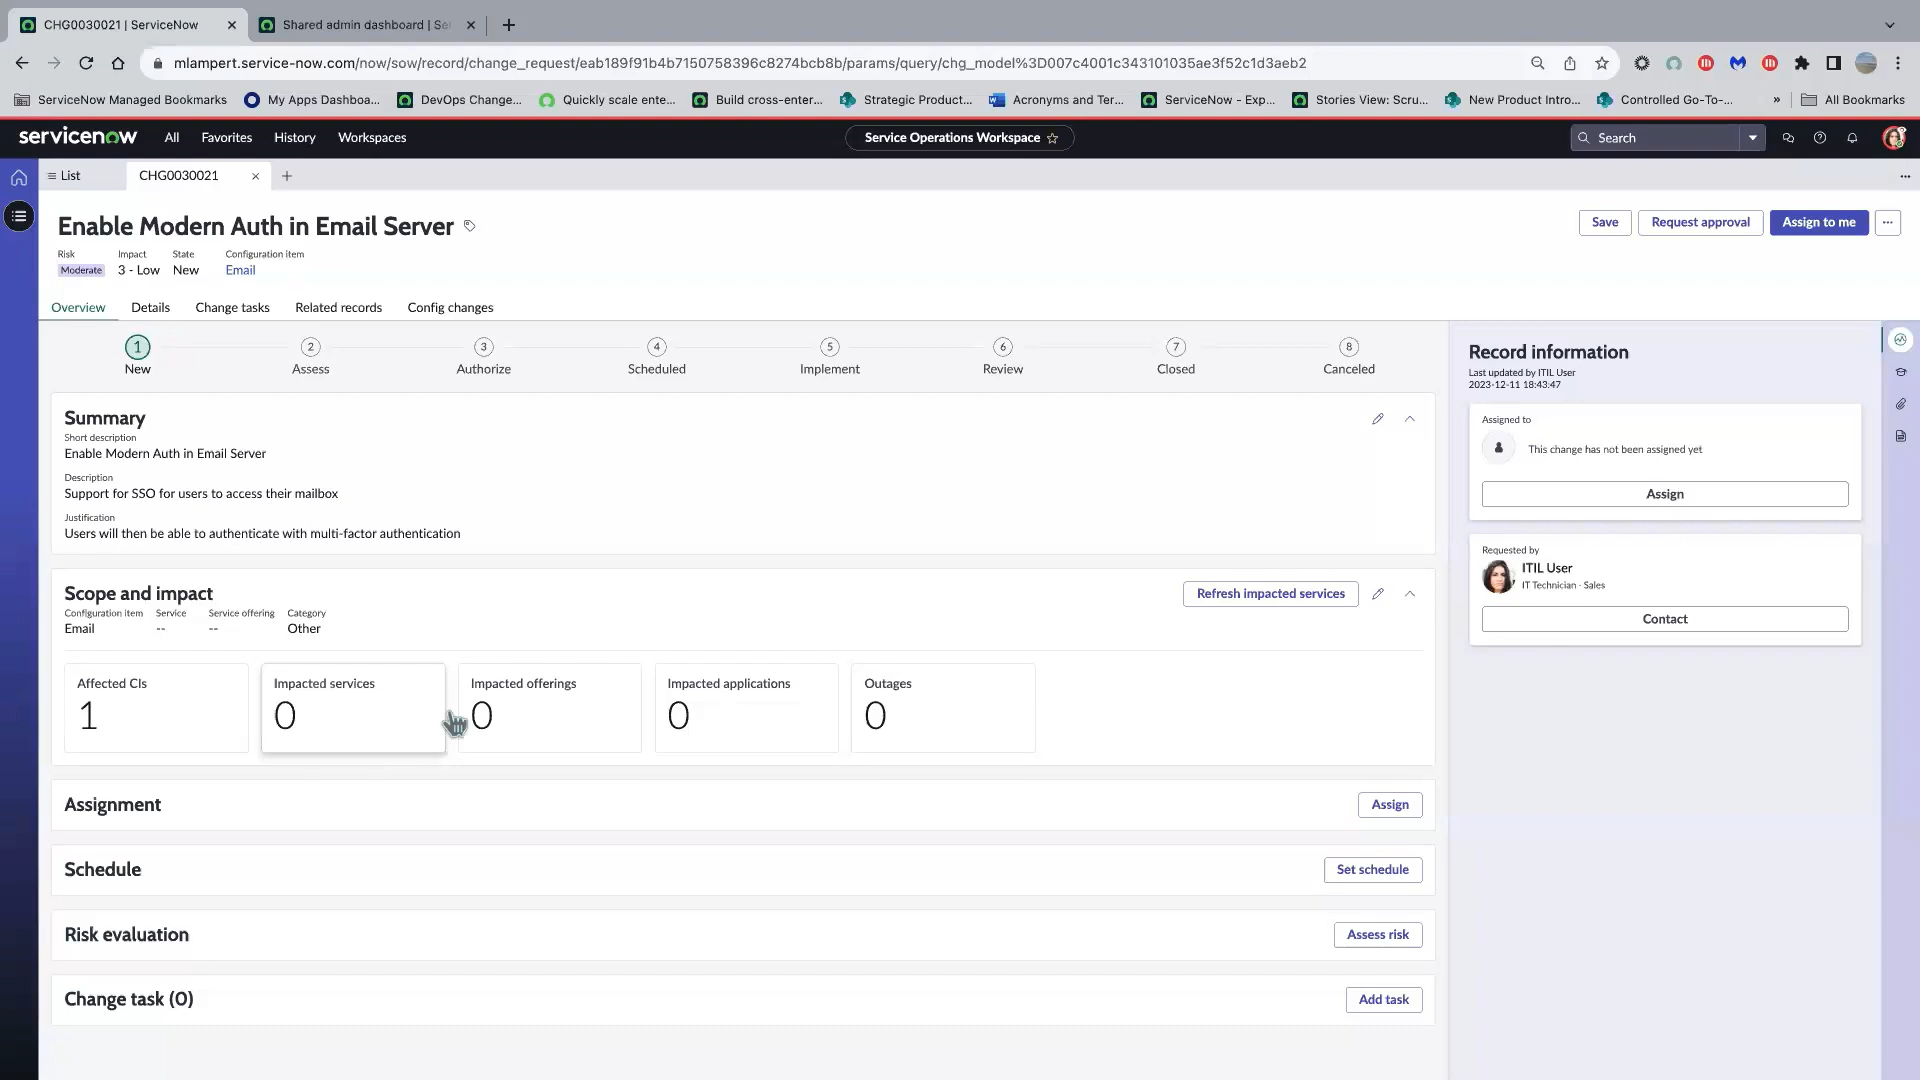 CHG0030021 | ServiceNow
Shared admin dashboard | Se
mlampert.service-now.com/now/sow/record/change_request/eab189f91b4b7150758396c8274bcb8b/params/query/chg_model%3D007c4001c343101035ae3f52c1d3aeb2
ServiceNow Managed Bookmarks
My Apps Dashboa...
DevOps Change...
Quickly scale ente...
Build cross-enter...
Strategic Product...
Acronyms and Ter...
ServiceNow - Exp...
Stories View: Scru...
New Product Intro...
Controlled Go-To-...
»
All Bookmarks
servicenow
All
Favorites
History
Workspaces
Service Operations Workspace
Search
List
CHG0030021
Enable Modern Auth in Email Server
Save
Request approval
Assign to me
Risk Impact State Configuration item
Moderate 3 - Low New Email
Overview
Details
Change tasks
Related records
Config changes
1 2 3 4 5 6 7 8
New Assess Authorize Scheduled Implement Review Closed Canceled
Summary
Short description
Enable Modern Auth in Email Server
Description
Support for SSO for users to access their mailbox
Justification
Users will then be able to authenticate with multi-factor authentication
Scope and impact
Refresh impacted services
Configuration item Service Service offering Category
Email -- -- Other
Affected CIs
1
Impacted services
0
Impacted offerings
0
Impacted applications
0
Outages
0
Assignment
Assign
Schedule
Set schedule
Risk evaluation
Assess risk
Change task (0)
Add task
Record information
Last updated by ITIL User
2023-12-11 18:43:47
Assigned to
This change has not been assigned yet
Assign
Requested by
ITIL User
IT Technician · Sales
Contact